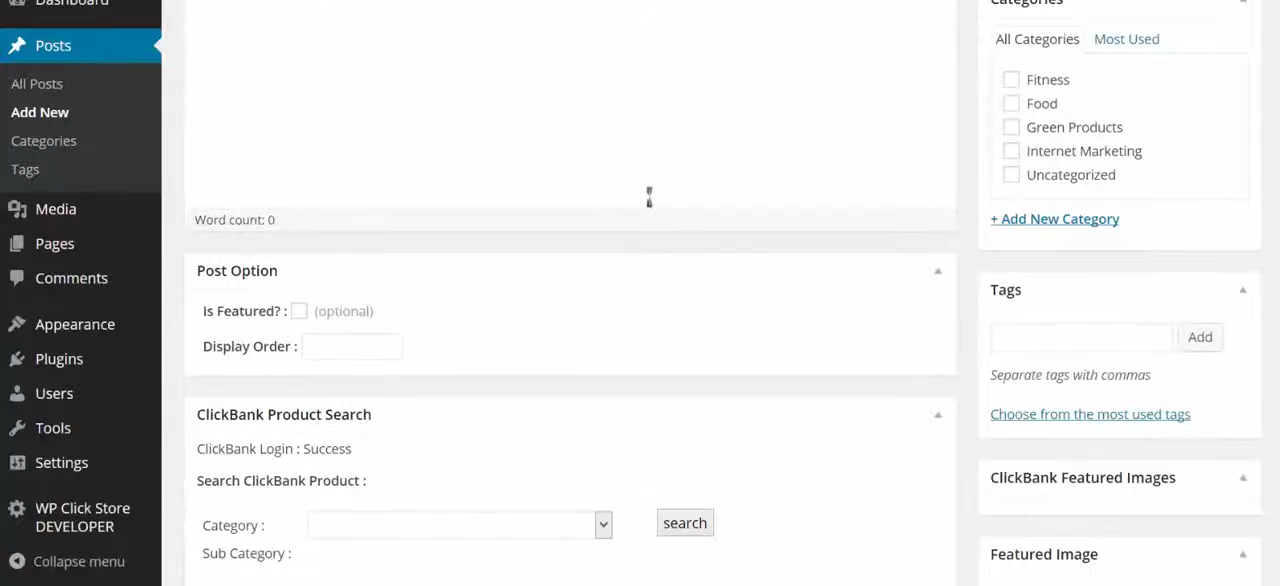 Dashboard
Posts
All Posts
Add New
Categories
Tags
Media
Pages
Comments
Appearance
Plugins
Users
Tools
Settings
WP Click Store
DEVELOPER
Collapse menu
Word count: 0
Post Option
Is Featured? : (optional)
Display Order :
ClickBank Product Search
ClickBank Login : Success
Search ClickBank Product :
Category :
search
Sub Category :
Categories
All Categories Most Used
Fitness
Food
Green Products
Internet Marketing
Uncategorized
+ Add New Category
Tags
Add
Separate tags with commas
Choose from the most used tags
ClickBank Featured Images
Featured Image